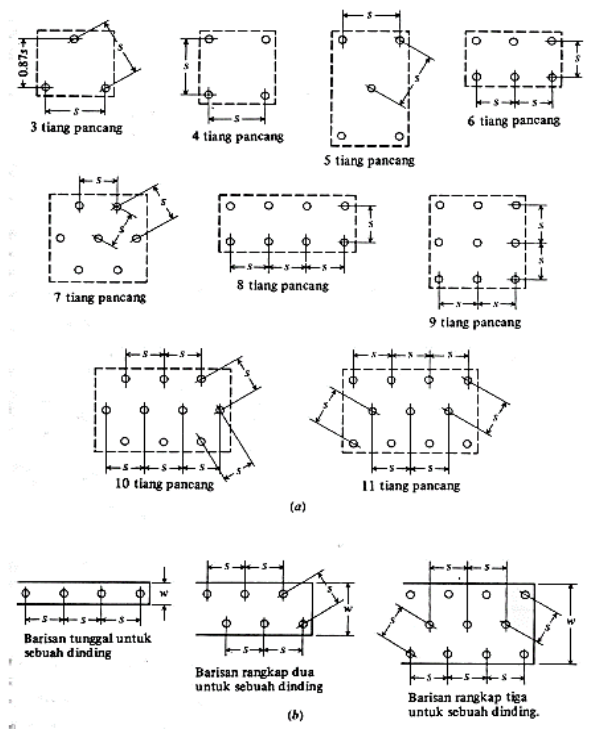 s
0.87s
s
s
3 tiang pancang
s
s
4 tiang pancang
s
s
5 tiang pancang
s
s
s
6 tiang pancang
s
s
s
7 tiang pancang
s
s
s
s
8 tiang pancang
s
s
s
s
9 tiang pancang
s
s
s
s
s
s
s
10 tiang pancang
s
s
s
s
s
s
s
11 tiang pancang
(a)
w
s
s
s
Barisan tunggal untuk
sebuah dinding
s
s
s
w
s
s
Barisan rangkap dua
untuk sebuah dinding
s
s
s
s
w
s
s
s
Barisan rangkap tiga
untuk sebuah dinding.
(b)